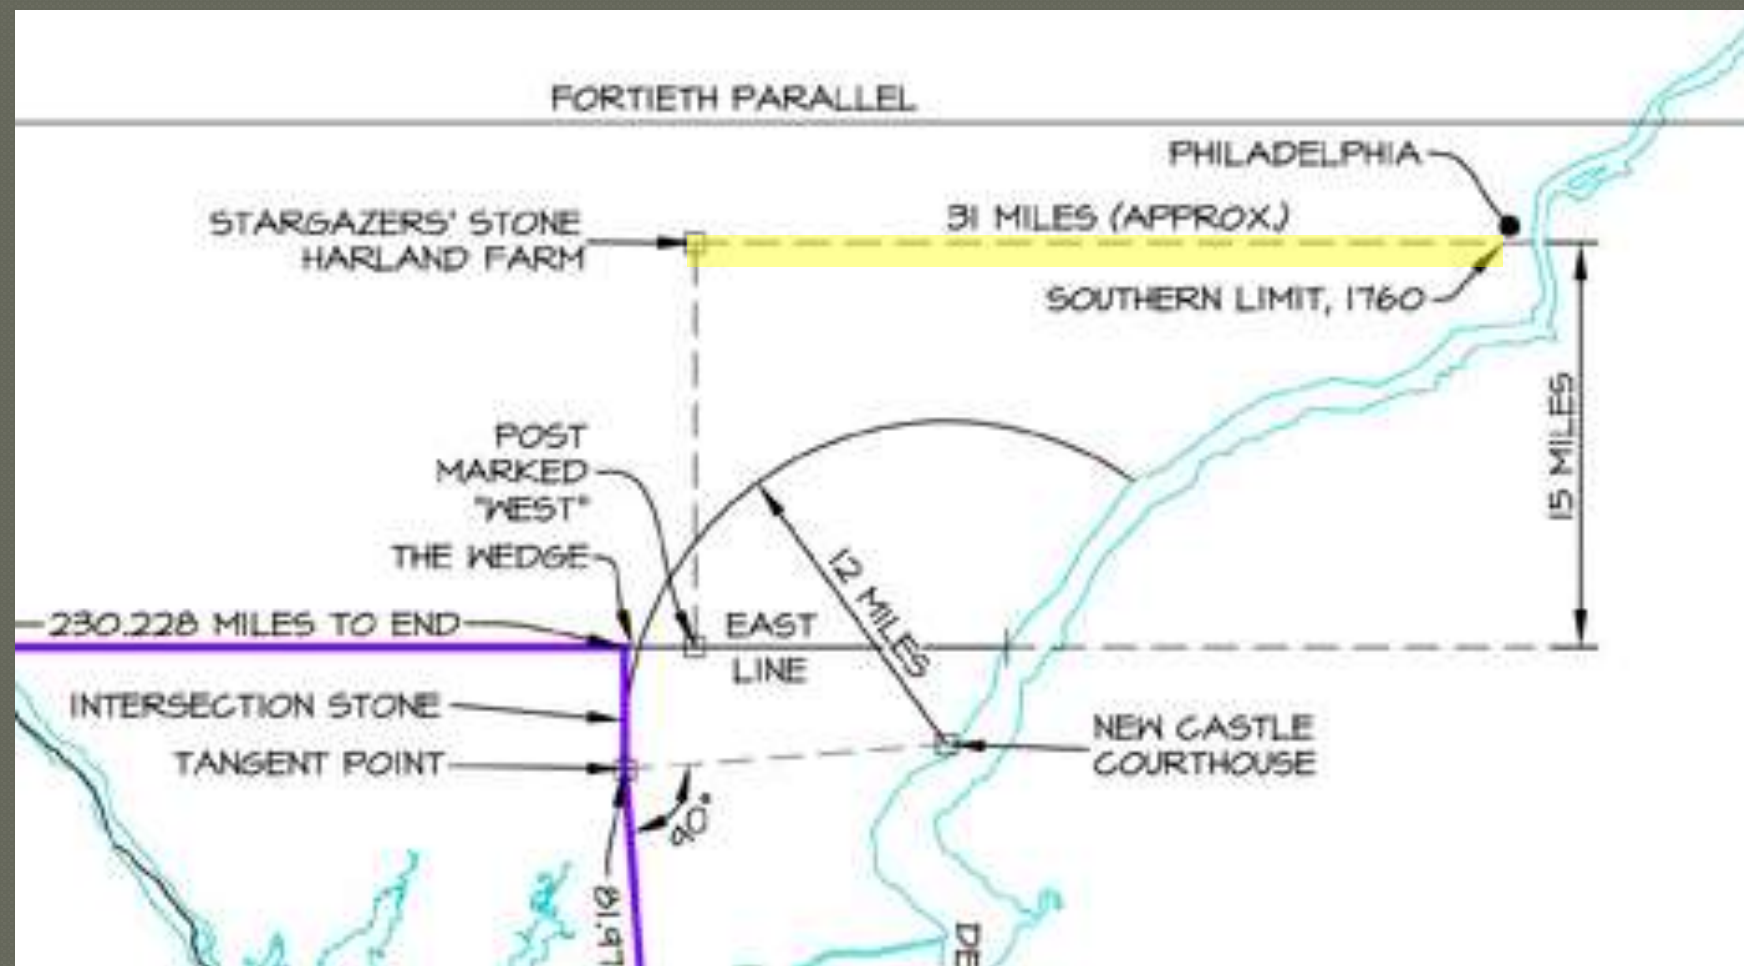 FORTIETH PARALLEL
PHILADELPHIA
STARGAZERS' STONE
HARLAND FARM
31 MILES (APPROX.)
SOUTHERN LIMIT, 1760
15 MILES
POST
MARKED
"WEST"
THE WEDGE
12 MILES
230.228 MILES TO END
EAST
LINE
INTERSECTION STONE
TANGENT POINT
NEW CASTLE
COURTHOUSE
90°